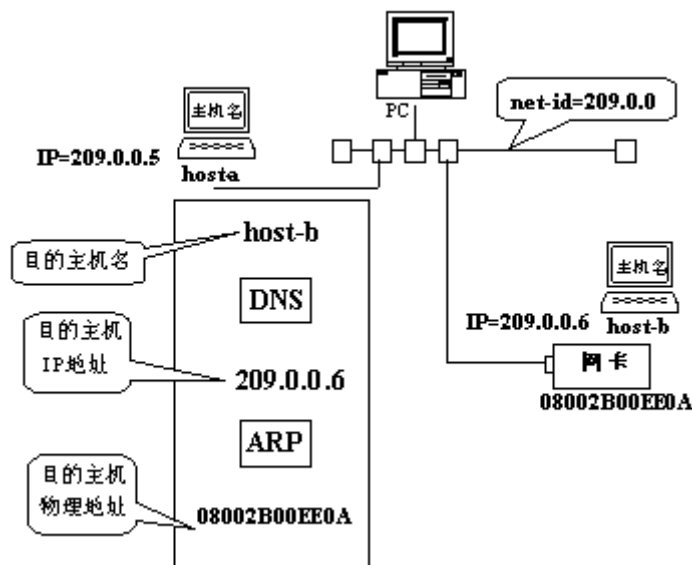 PC
net-id=209.0.0
主机名
IP=209.0.0.5
hosta
host-b
目的主机名
DNS
目的主机
IP地址
209.0.0.6
ARP
目的主机
物理地址
08002B00EE0A
主机名
IP=209.0.0.6
host-b
网卡
08002B00EE0A